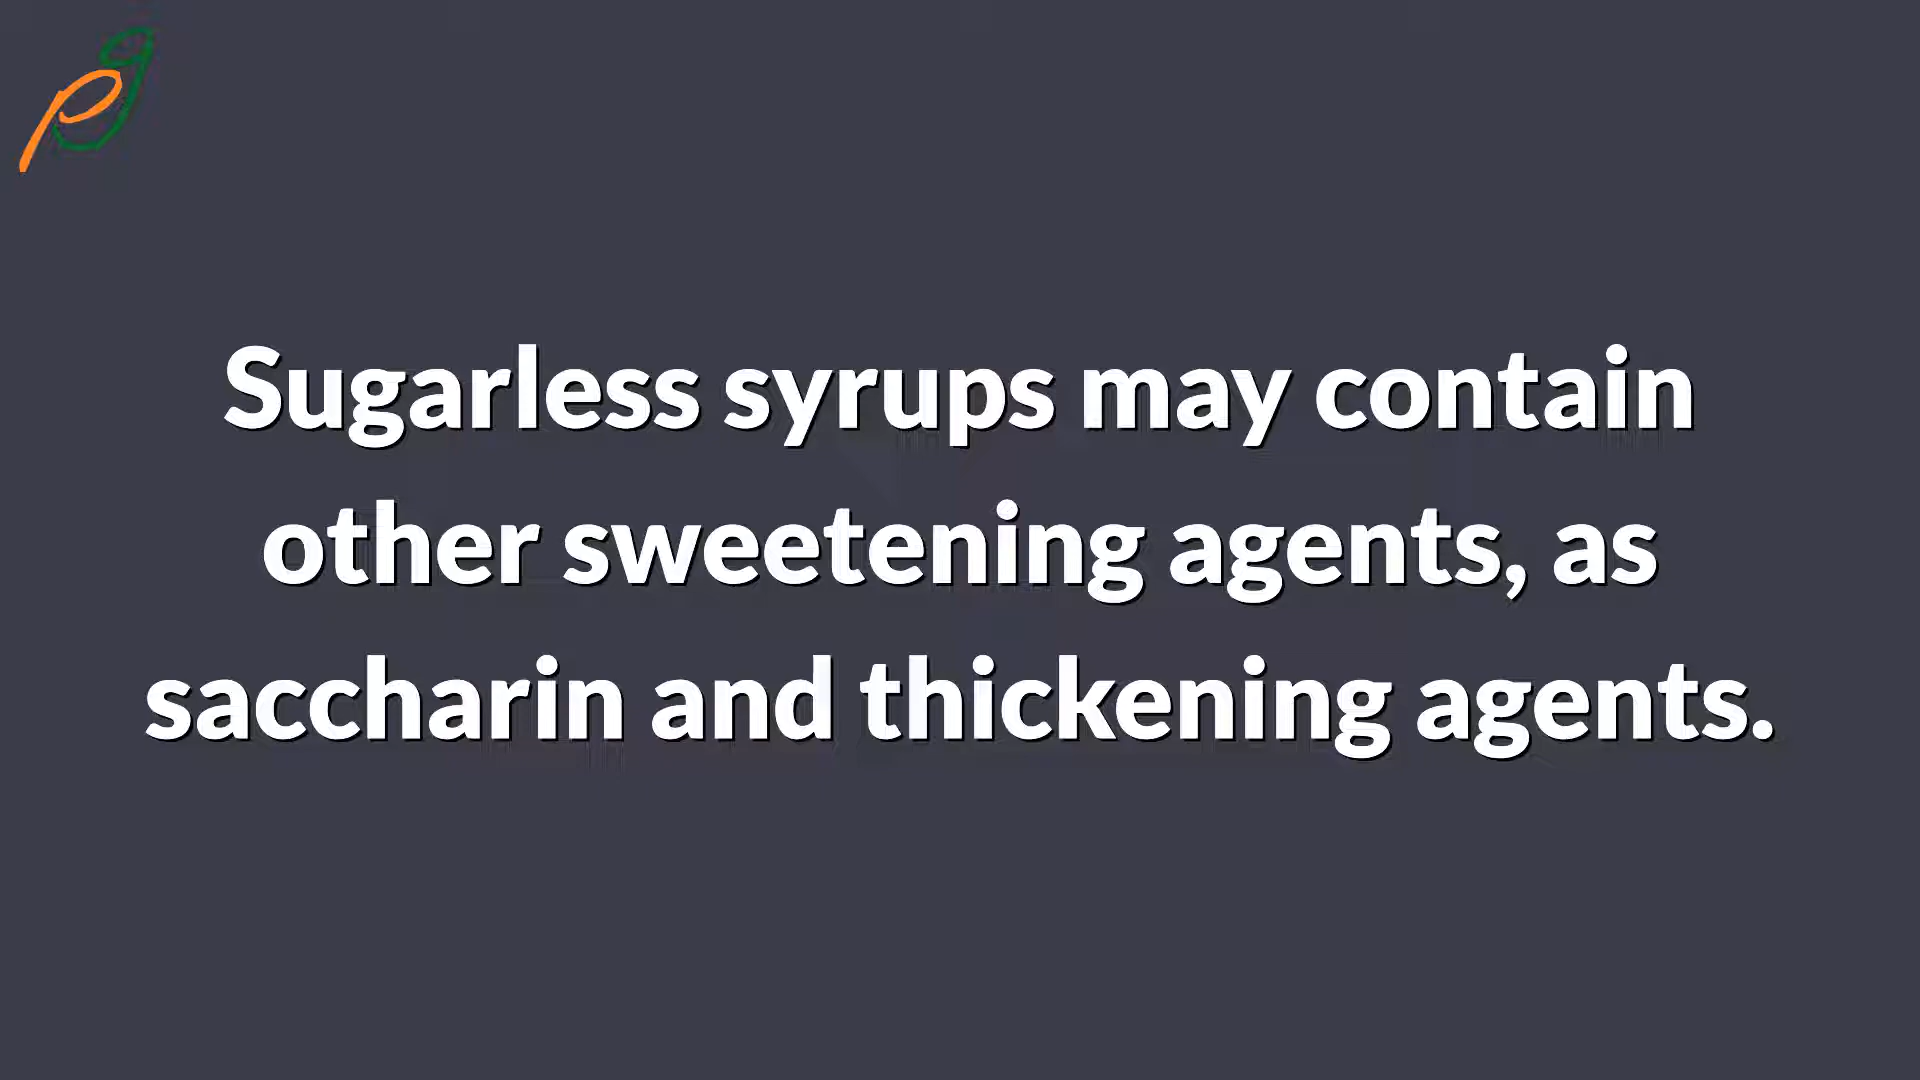 Sugarless syrups may contain
other sweetening agents, as
saccharin and thickening agents.